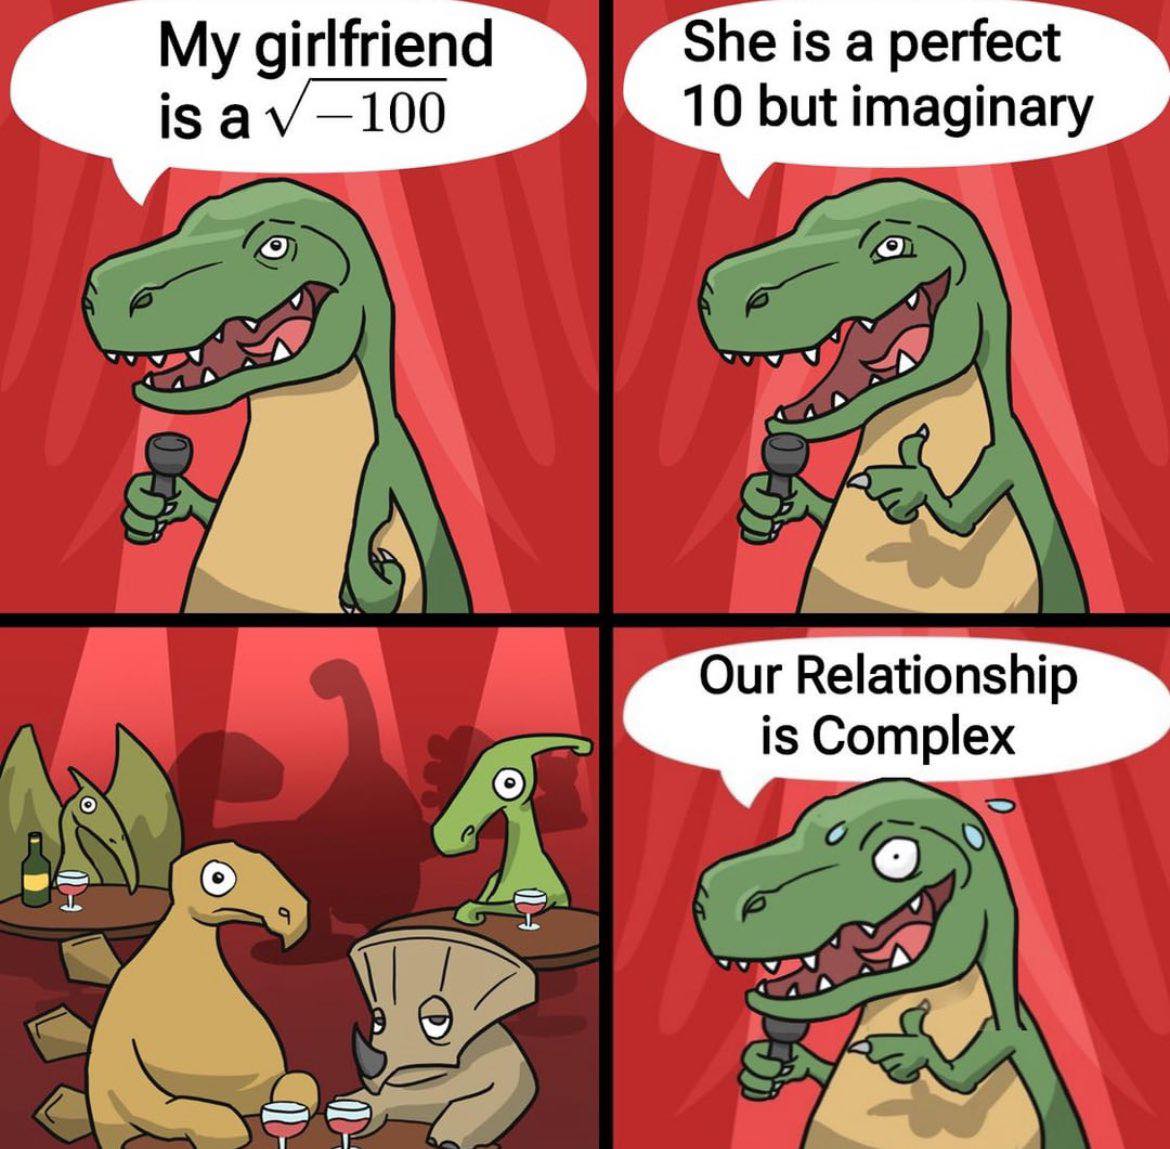 My girlfriend
is a √−100
She is a perfect
10 but imaginary
Our Relationship
is Complex